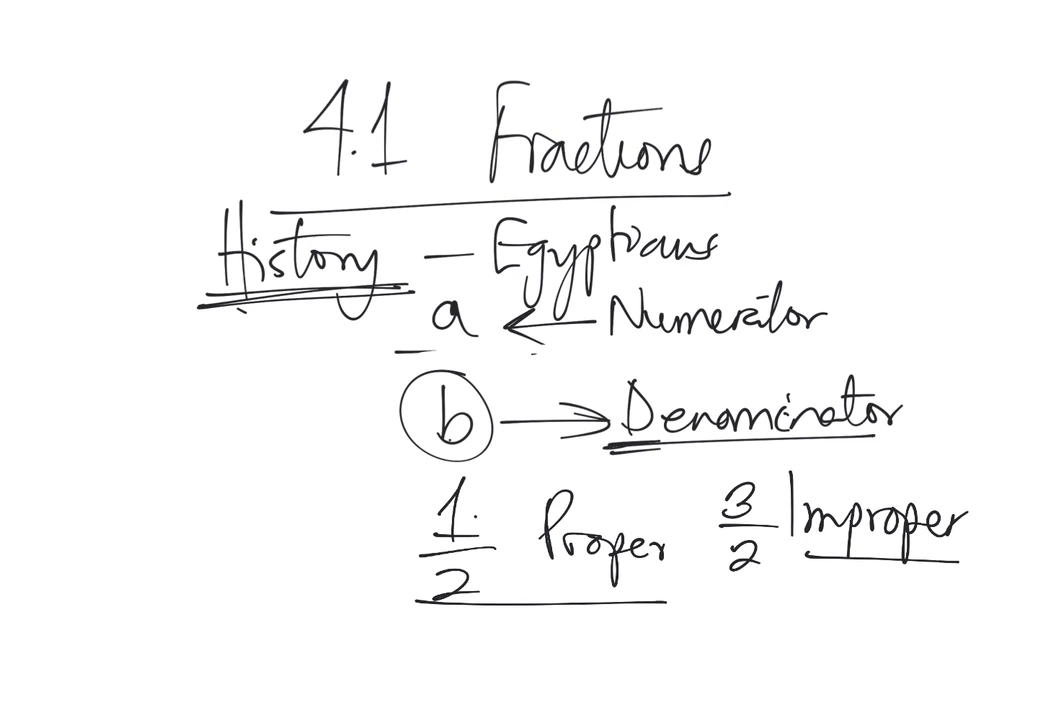 4.1 Fractions
History – Egyptians
a ← Numerator
b → Denominator
1/2 Proper 3/2 Improper